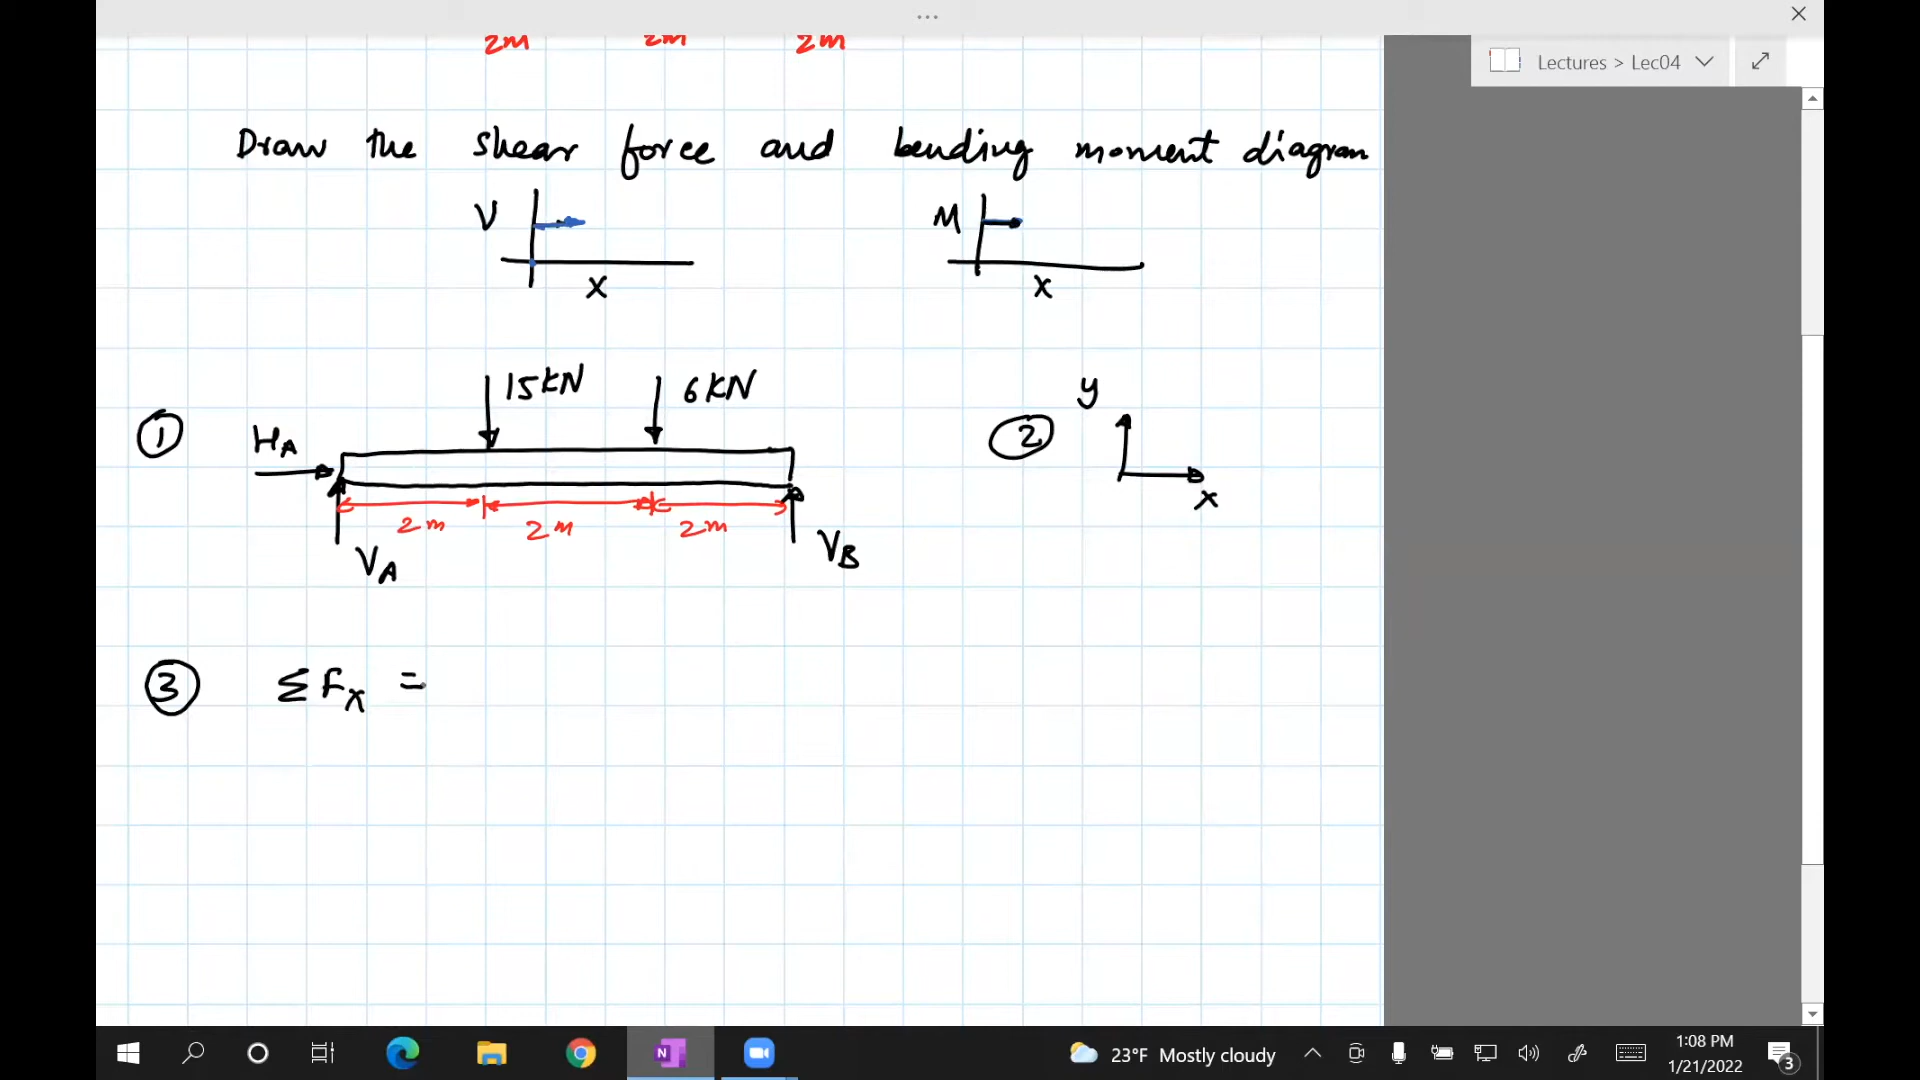 Lectures > Lec04
2m 2m 2m
Draw the shear force and bending moment diagram
V M
X X
15KN 6KN y
1 HA 2
X
2m 2m 2m
VA VB
3 ΣFX =
23°F Mostly cloudy
1:08 PM
1/21/2022
3